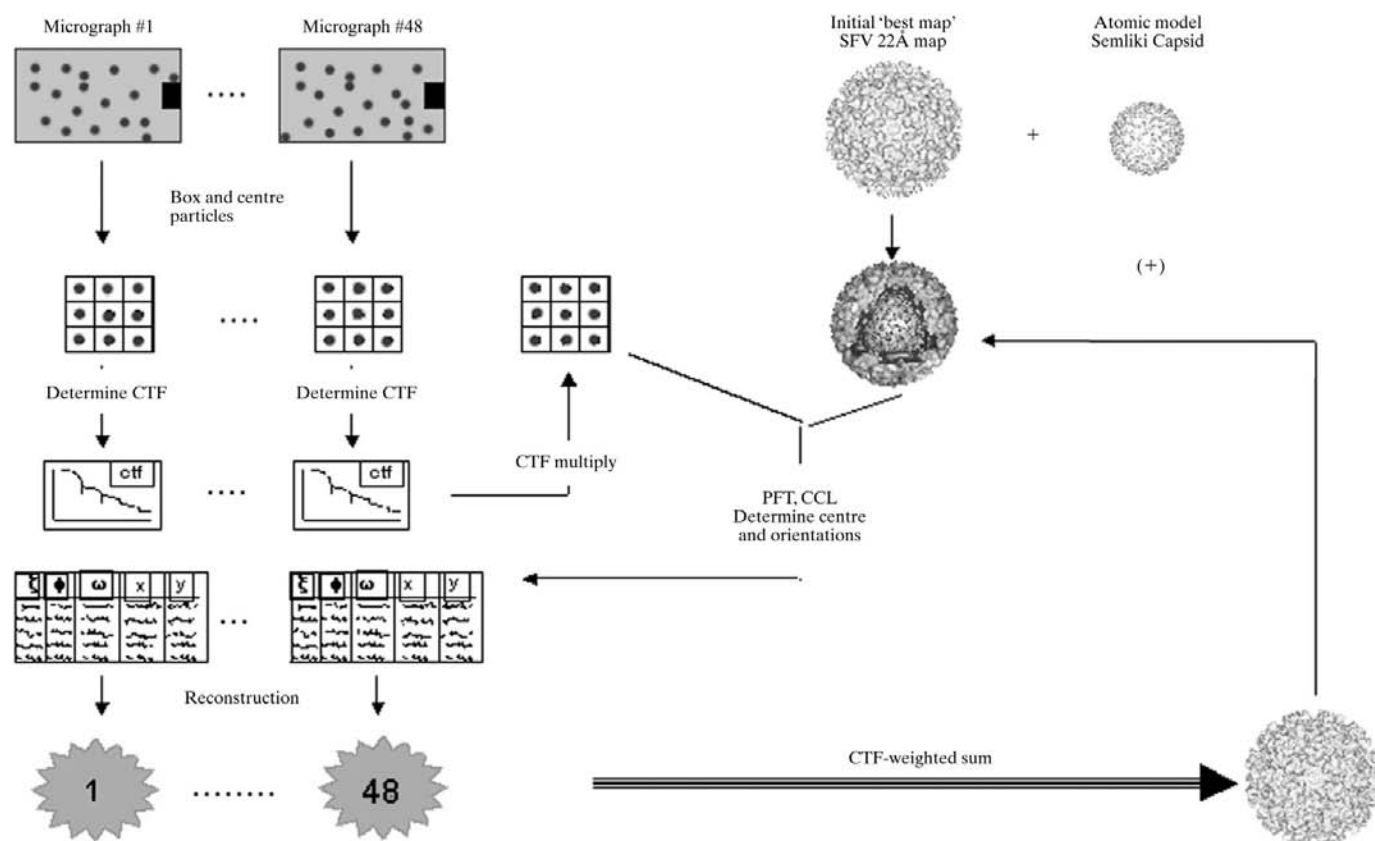 Micrograph #1
Micrograph #48
Initial ‘best map’
SFV 22Å map
Atomic model
Semliki Capsid
+
Box and centre
particles
(+)
Determine CTF
Determine CTF
ctf
ctf
CTF multiply
PFT, CCL
Determine centre
and orientations
ξ ϕ ω x y
ξ ϕ ω x y
Reconstruction
1
48
CTF-weighted sum